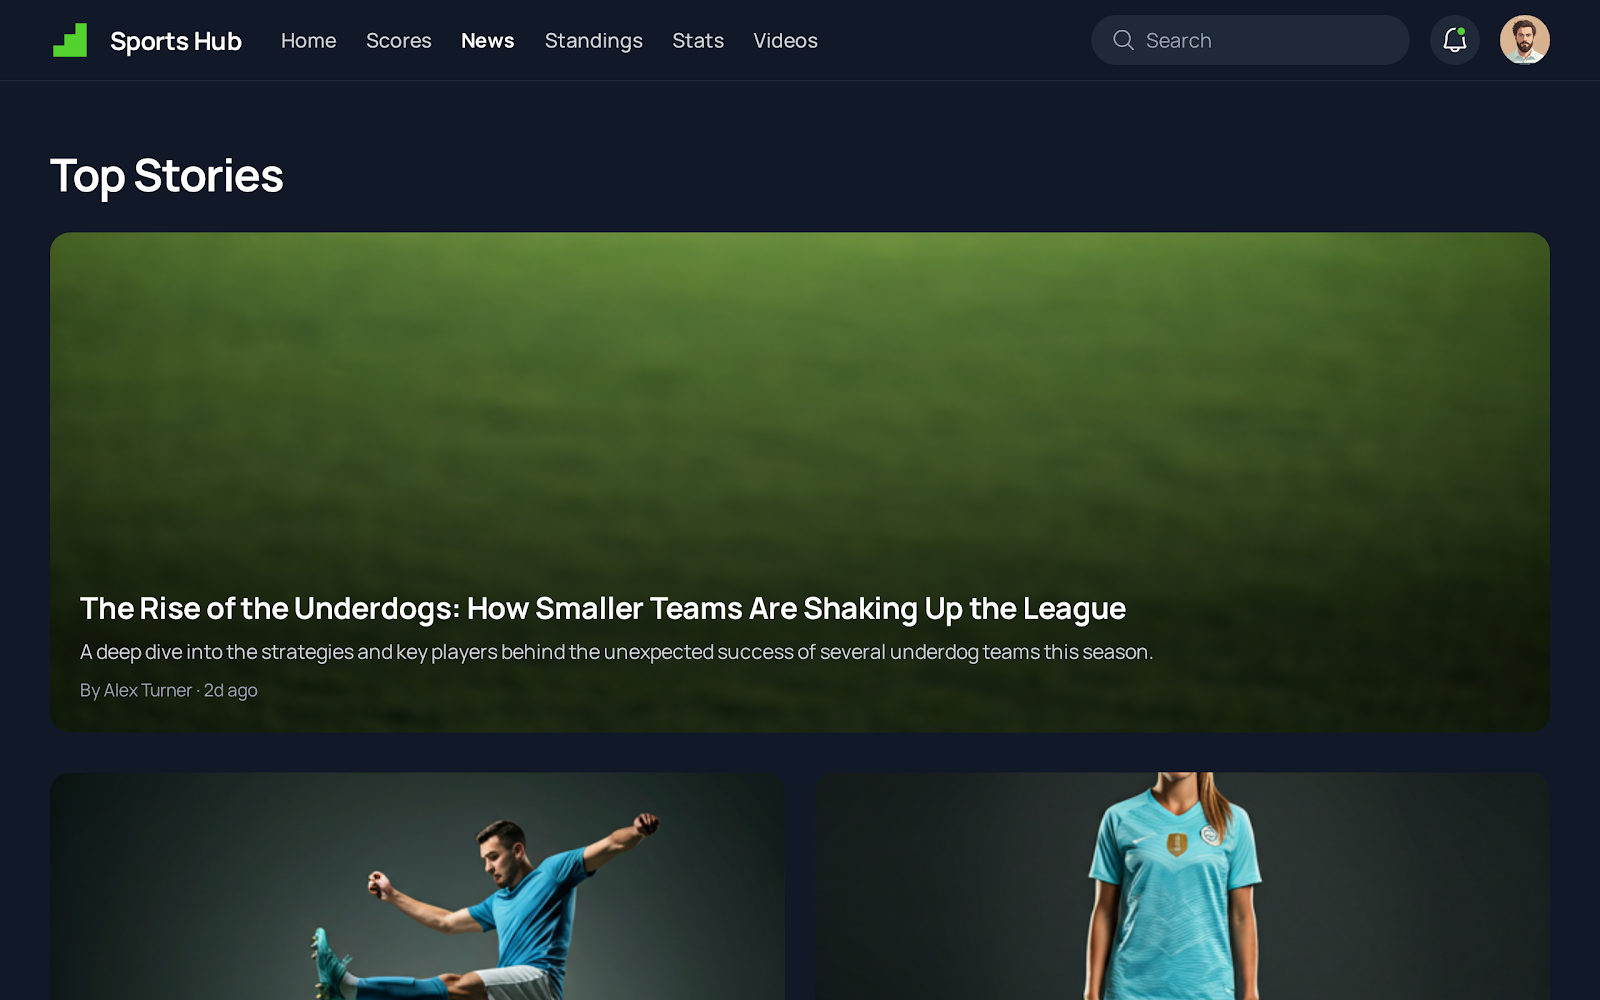 Sports Hub
Home
Scores
News
Standings
Stats
Videos
Search
Top Stories
The Rise of the Underdogs: How Smaller Teams Are Shaking Up the League
A deep dive into the strategies and key players behind the unexpected success of several underdog teams this season.
By Alex Turner · 2d ago